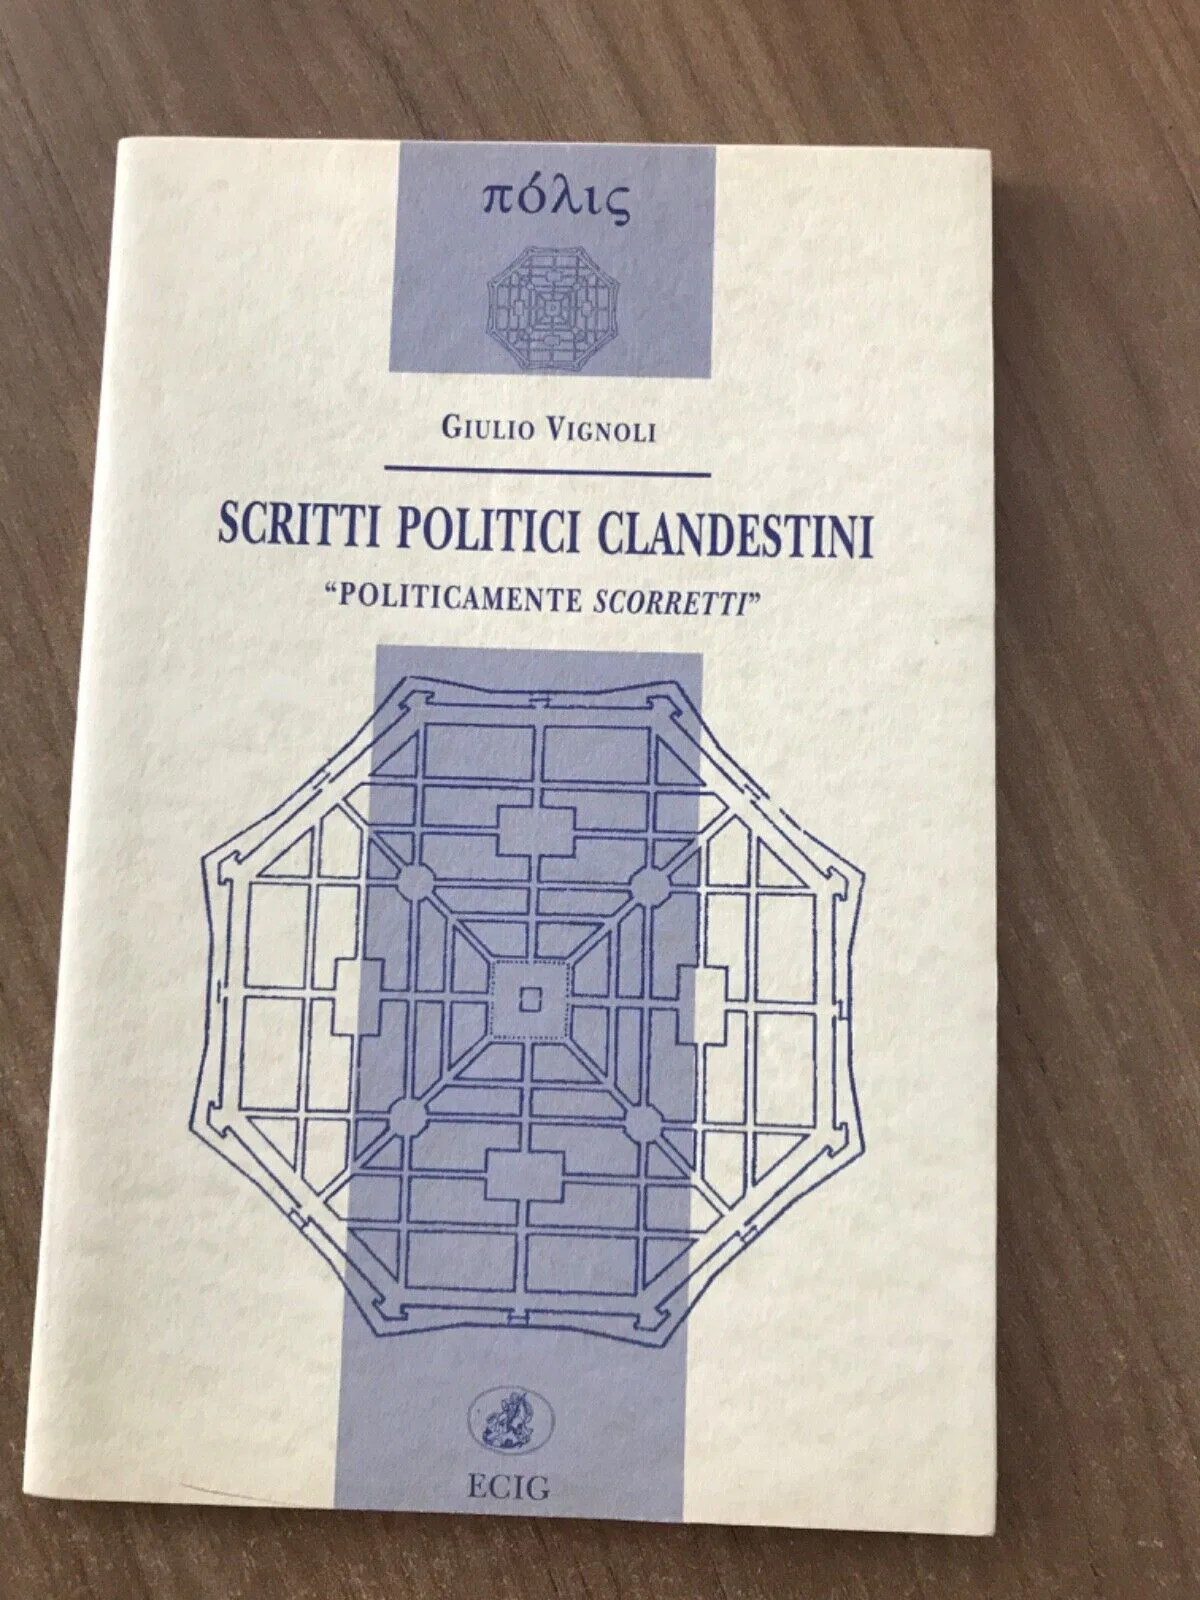 πόλις
GIULIO VIGNOLI
SCRITTI POLITICI CLANDESTINI
“POLITICAMENTE SCORRETTI”
ECIG